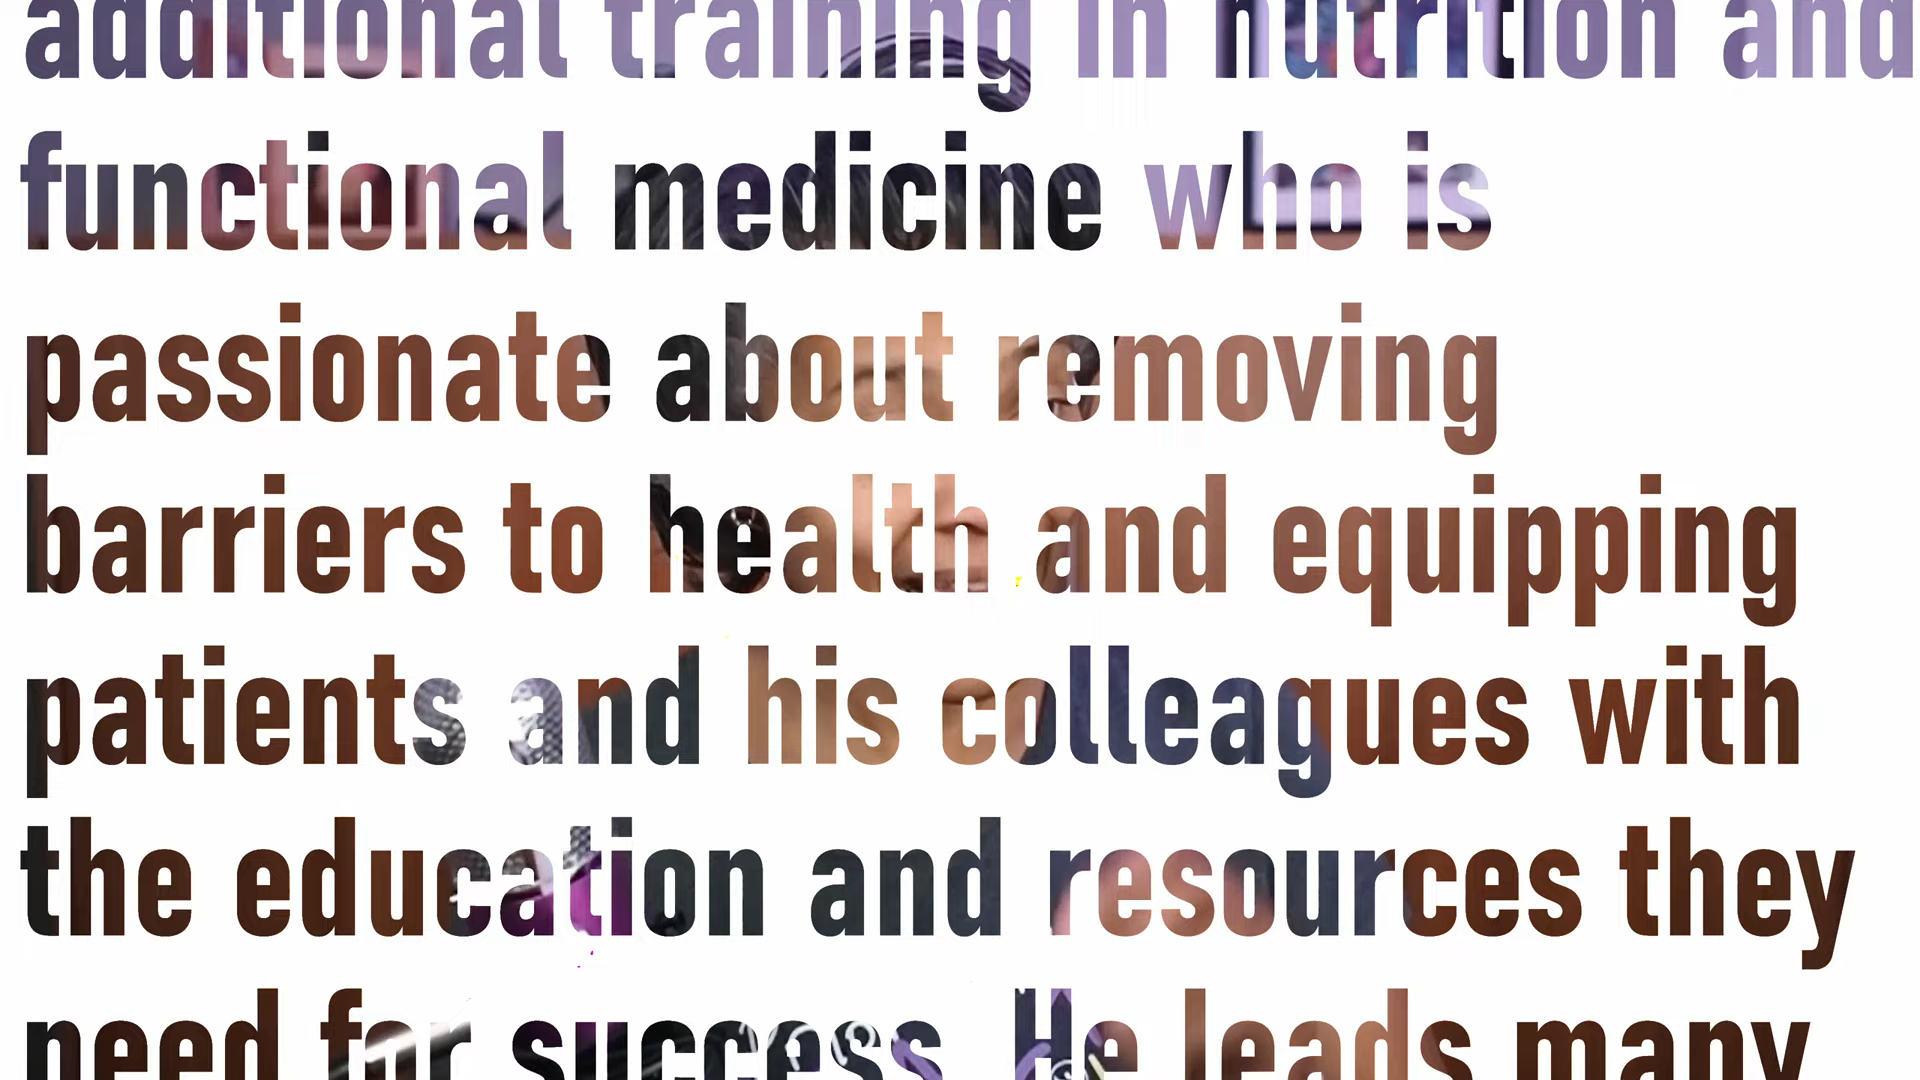 additional training in nutrition and
functional medicine who is
passionate about removing
barriers to health and equipping
patients and his colleagues with
the education and resources they
need for success. He leads many